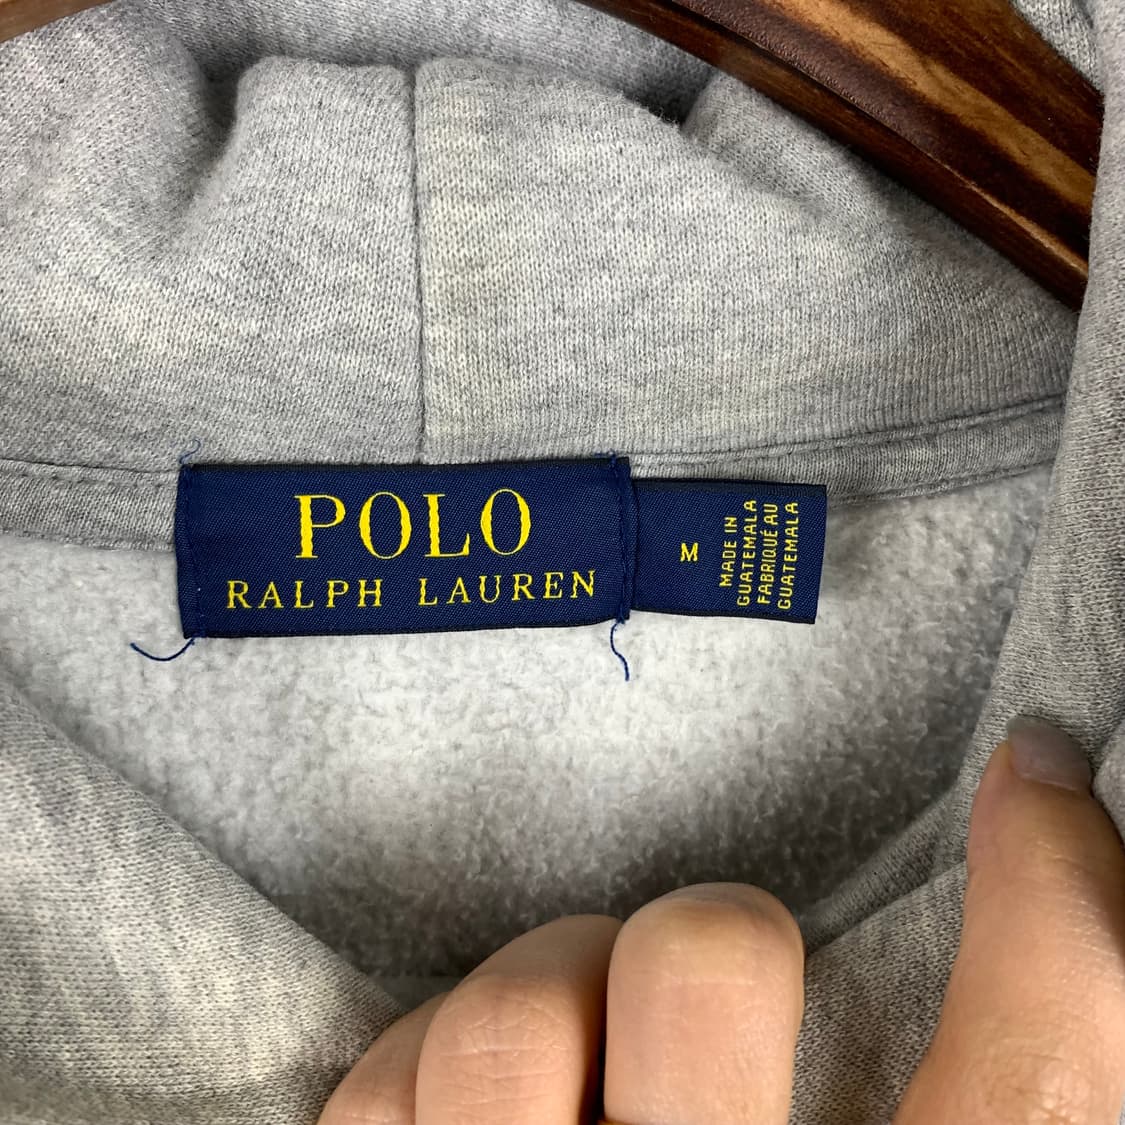 POLO
RALPH LAUREN
M
MADE IN
GUATEMALA
FABRIQUÉ AU
GUATEMALA